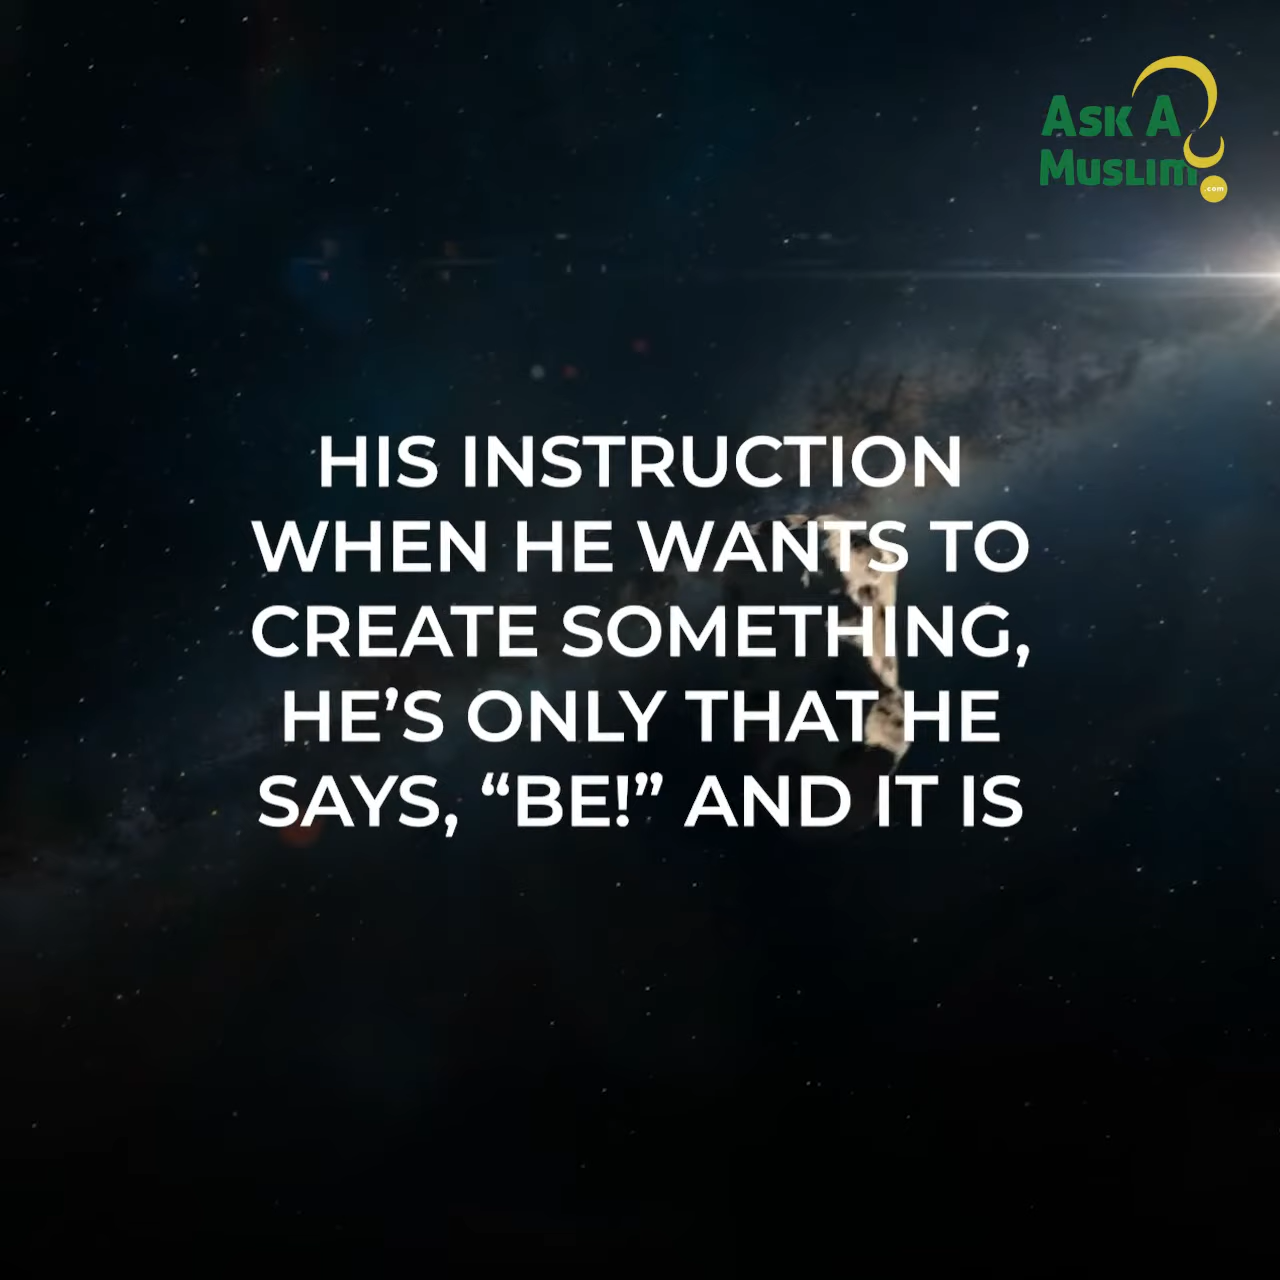 ASK A
MUSLIM
.com
HIS INSTRUCTION
WHEN HE WANTS TO
CREATE SOMETHING,
HE’S ONLY THAT HE
SAYS, “BE!” AND IT IS